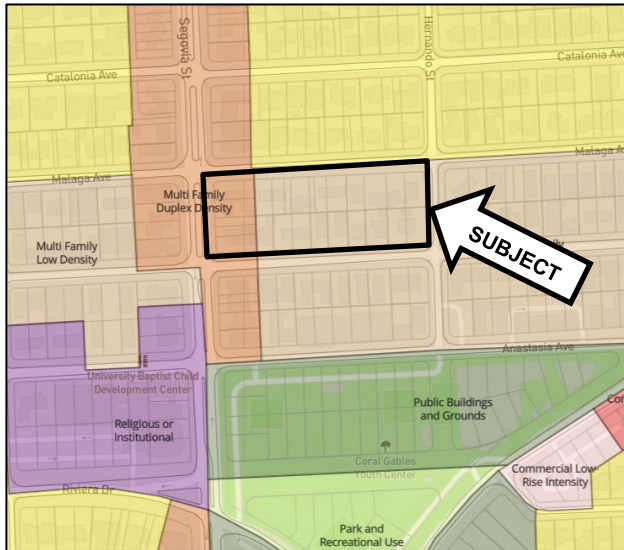 Segovia St
Hernando St
Catalonia Ave
Catalonia Ave
Malaga Ave
Malaga Ave
Multi Family
Duplex Density
Multi Family
Low Density
SUBJECT
Anastasia Ave
University Baptist Child
Development Center
Religious or
Institutional
Public Buildings
and Grounds
Coral Gables
Youth Center
Commercial Low-
Rise Intensity
Riviera Dr
Park and
Recreational Use